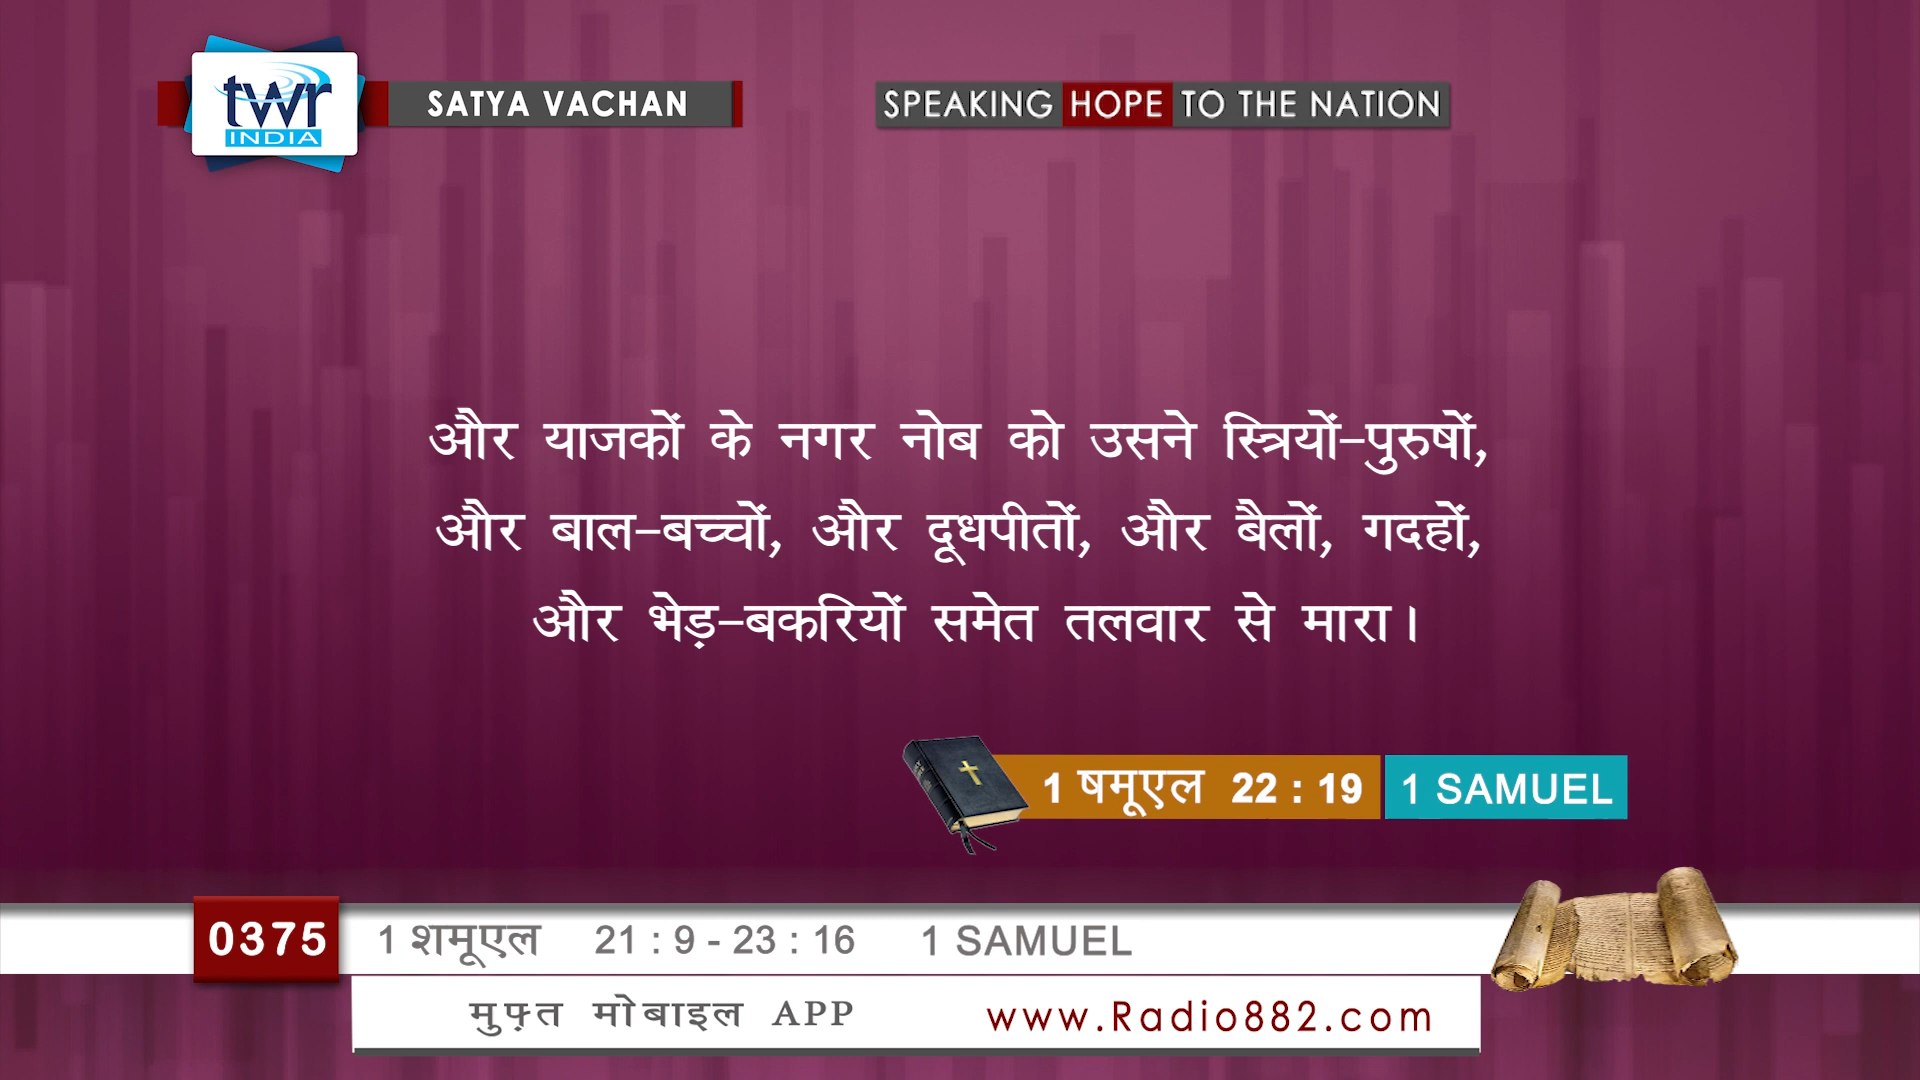 twr
INDIA
SATYA VACHAN
SPEAKING HOPE TO THE NATION
और याजकों के नगर नोब को उसने स्त्रियों-पुरुषों,
और बाल-बच्चों, और दूधपीतों, और बैलों, गदहों,
और भेड़-बकरियों समेत तलवार से मारा।
1 षमूएल 22 : 19 1 SAMUEL
0375 1 शमूएल 21 : 9 - 23 : 16 1 SAMUEL
मुफ़्त मोबाइल APP www.Radio882.com